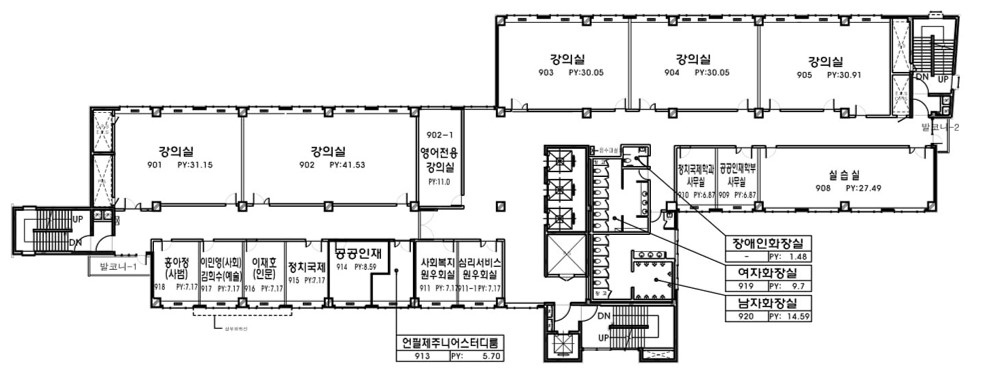 강의실
903 PY:30.05
강의실
904 PY:30.05
강의실
905 PY:30.91
UP
DN
발코니-2
강의실
901 PY:31.15
강의실
902 PY:41.53
902-1
영어전용
강의실
PY:11.0
정치국제학과
사무실
910 PY:6.87
공공인재학부
사무실
909 PY:6.87
실습실
908 PY:27.49
UP
DN
발코니-1
홍아정
(사범)
918 PY:7.17
이민영(사회)
김희수(예술)
917 PY:7.17
이재호
(인문)
916 PY:7.17
정치국제
915 PY:7.17
공공인재
914 PY:8.59
사회복지
원우회실
911 PY:7.17
심리서비스
원우회실
911-1 PY:7.17
장애인화장실
- PY: 1.48
여자화장실
919 PY: 9.7
남자화장실
920 PY: 14.59
DN
UP
언필제주니어스터디룸
913 PY: 5.70